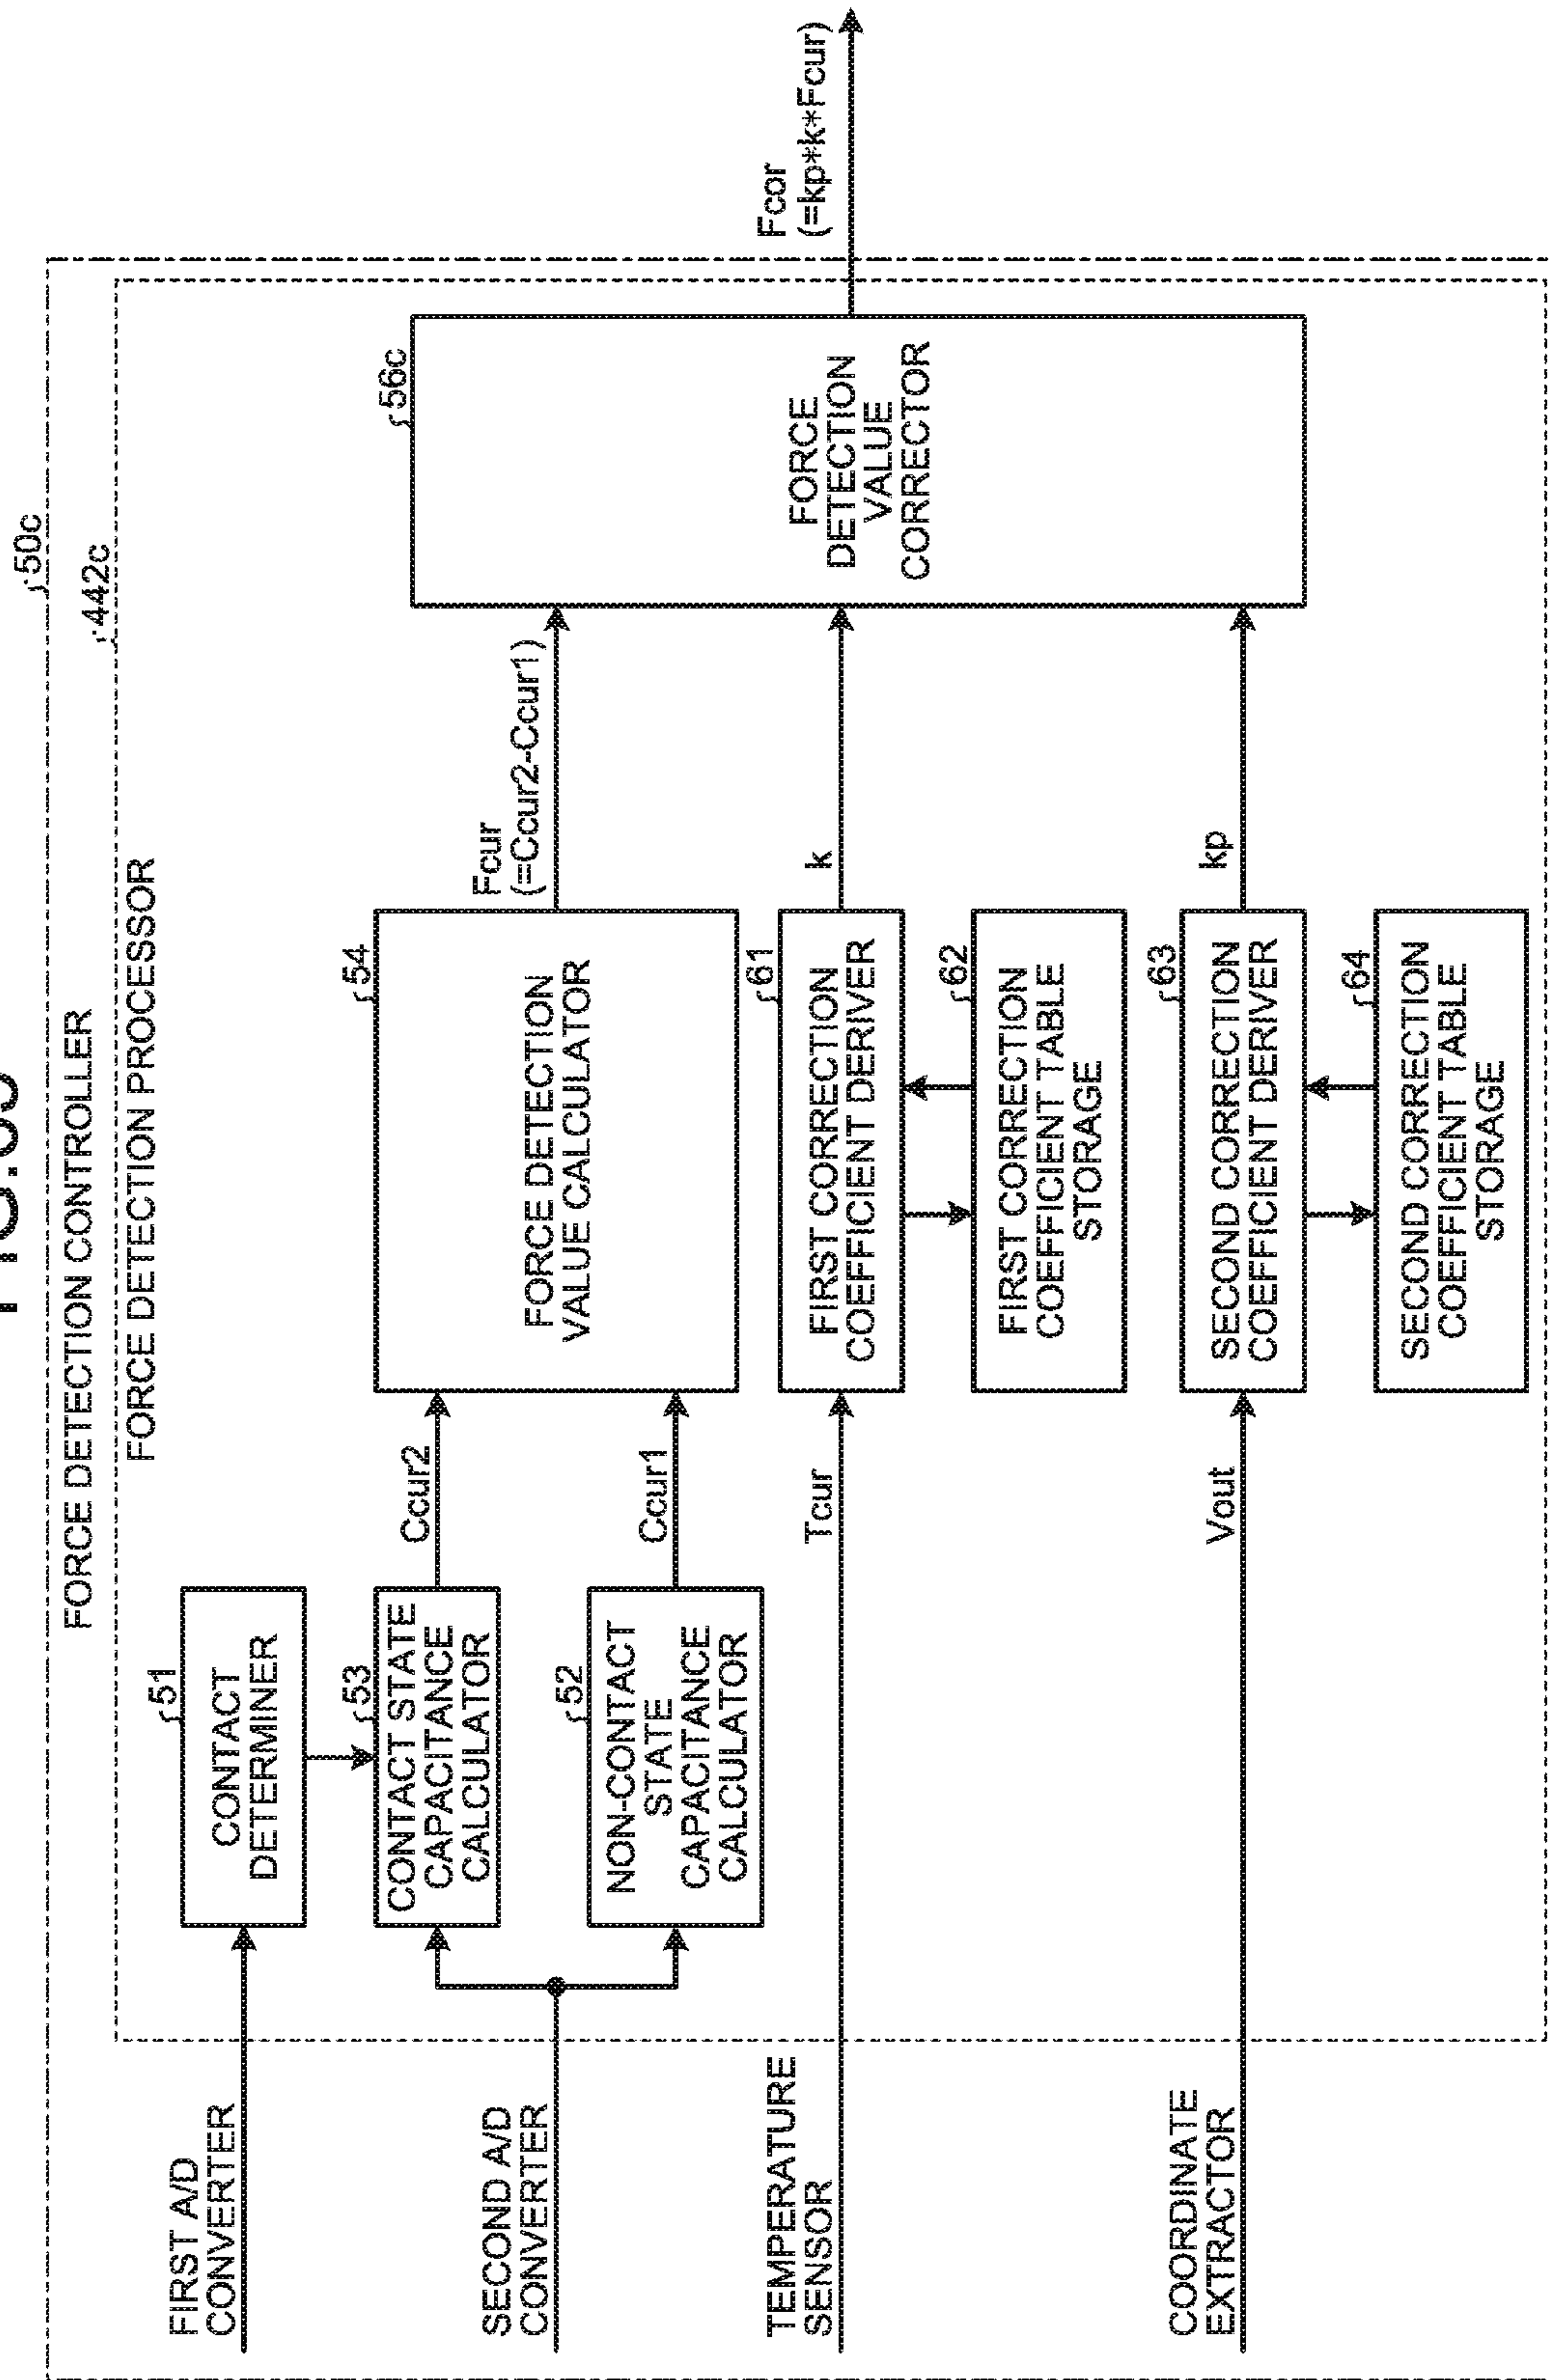 50c
FORCE DETECTION CONTROLLER
442c
FORCE DETECTION PROCESSOR
FIRST A/D
CONVERTER
51
CONTACT
DETERMINER
SECOND A/D
CONVERTER
53
CONTACT STATE
CAPACITANCE
CALCULATOR
Ccur2
52
NON-CONTACT
STATE
CAPACITANCE
CALCULATOR
Ccur1
54
FORCE DETECTION
VALUE CALCULATOR
Fcur
(=Ccur2-Ccur1)
TEMPERATURE
SENSOR
Tcur
61
FIRST CORRECTION
COEFFICIENT DERIVER
k
62
FIRST CORRECTION
COEFFICIENT TABLE
STORAGE
COORDINATE
EXTRACTOR
Vout
63
SECOND CORRECTION
COEFFICIENT DERIVER
kp
64
SECOND CORRECTION
COEFFICIENT TABLE
STORAGE
56c
FORCE
DETECTION
VALUE
CORRECTOR
Fcor
(=kp*k*Fcur)